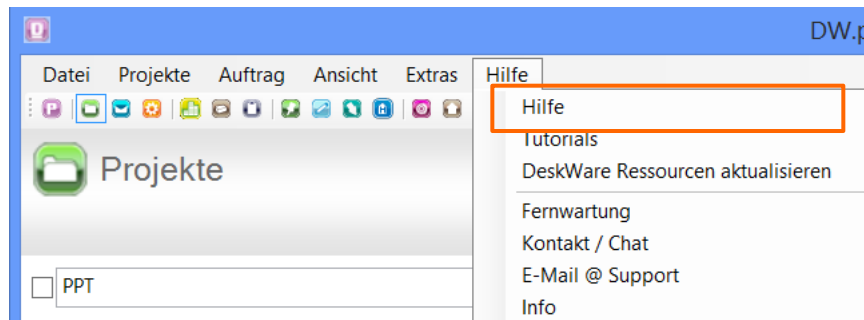 DW.p
Datei Projekte Auftrag Ansicht Extras Hilfe
Hilfe
Tutorials
DeskWare Ressourcen aktualisieren
Fernwartung
Kontakt / Chat
E-Mail @ Support
Info
Projekte
PPT